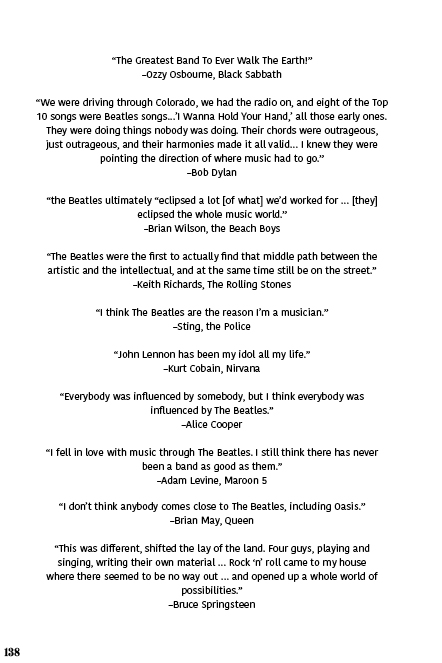 “The Greatest Band To Ever Walk The Earth!”
–Ozzy Osbourne, Black Sabbath
“We were driving through Colorado, we had the radio on, and eight of the Top
10 songs were Beatles songs...’I Wanna Hold Your Hand,’ all those early ones.
They were doing things nobody was doing. Their chords were outrageous,
just outrageous, and their harmonies made it all valid... I knew they were
pointing the direction of where music had to go.”
–Bob Dylan
“the Beatles ultimately “eclipsed a lot [of what] we’d worked for ... [they]
eclipsed the whole music world.”
–Brian Wilson, the Beach Boys
“The Beatles were the first to actually find that middle path between the
artistic and the intellectual, and at the same time still be on the street.”
–Keith Richards, The Rolling Stones
“I think The Beatles are the reason I’m a musician.”
–Sting, the Police
“John Lennon has been my idol all my life.”
–Kurt Cobain, Nirvana
“Everybody was influenced by somebody, but I think everybody was
influenced by The Beatles.”
–Alice Cooper
“I fell in love with music through The Beatles. I still think there has never
been a band as good as them.”
–Adam Levine, Maroon 5
“I don’t think anybody comes close to The Beatles, including Oasis.”
–Brian May, Queen
“This was different, shifted the lay of the land. Four guys, playing and
singing, writing their own material ... Rock ‘n’ roll came to my house
where there seemed to be no way out ... and opened up a whole world of
possibilities.”
–Bruce Springsteen
138